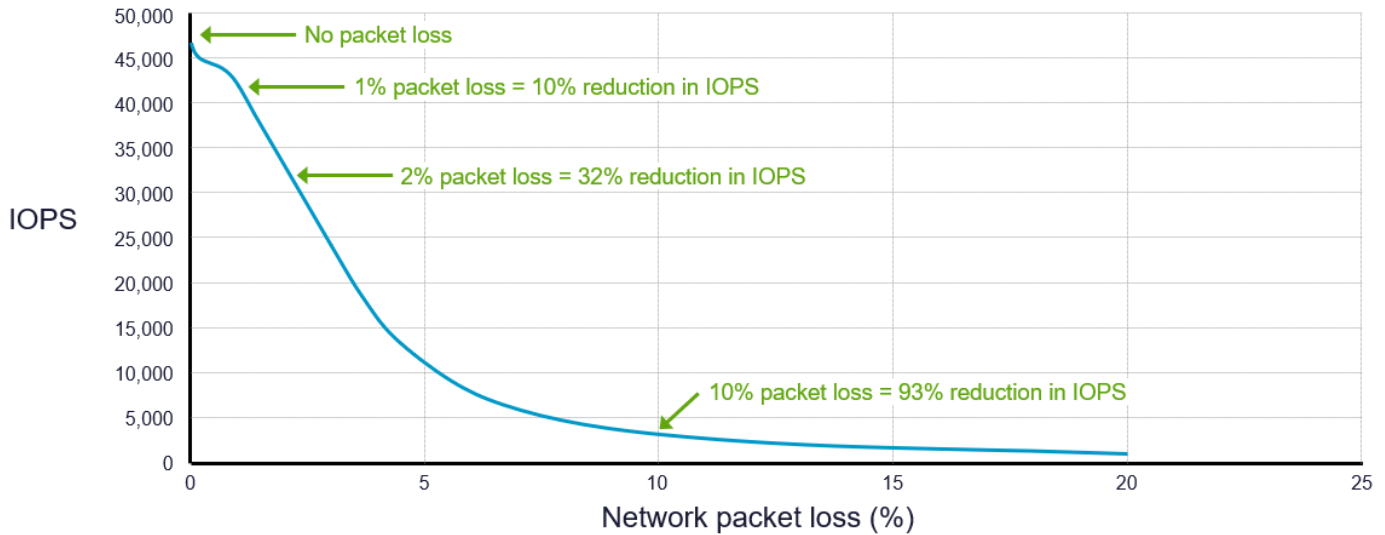 50,000
No packet loss
45,000
1% packet loss = 10% reduction in IOPS
40,000
35,000
2% packet loss = 32% reduction in IOPS
30,000
IOPS
25,000
20,000
15,000
10,000
10% packet loss = 93% reduction in IOPS
5,000
0
0 5 10 15 20 25
Network packet loss (%)